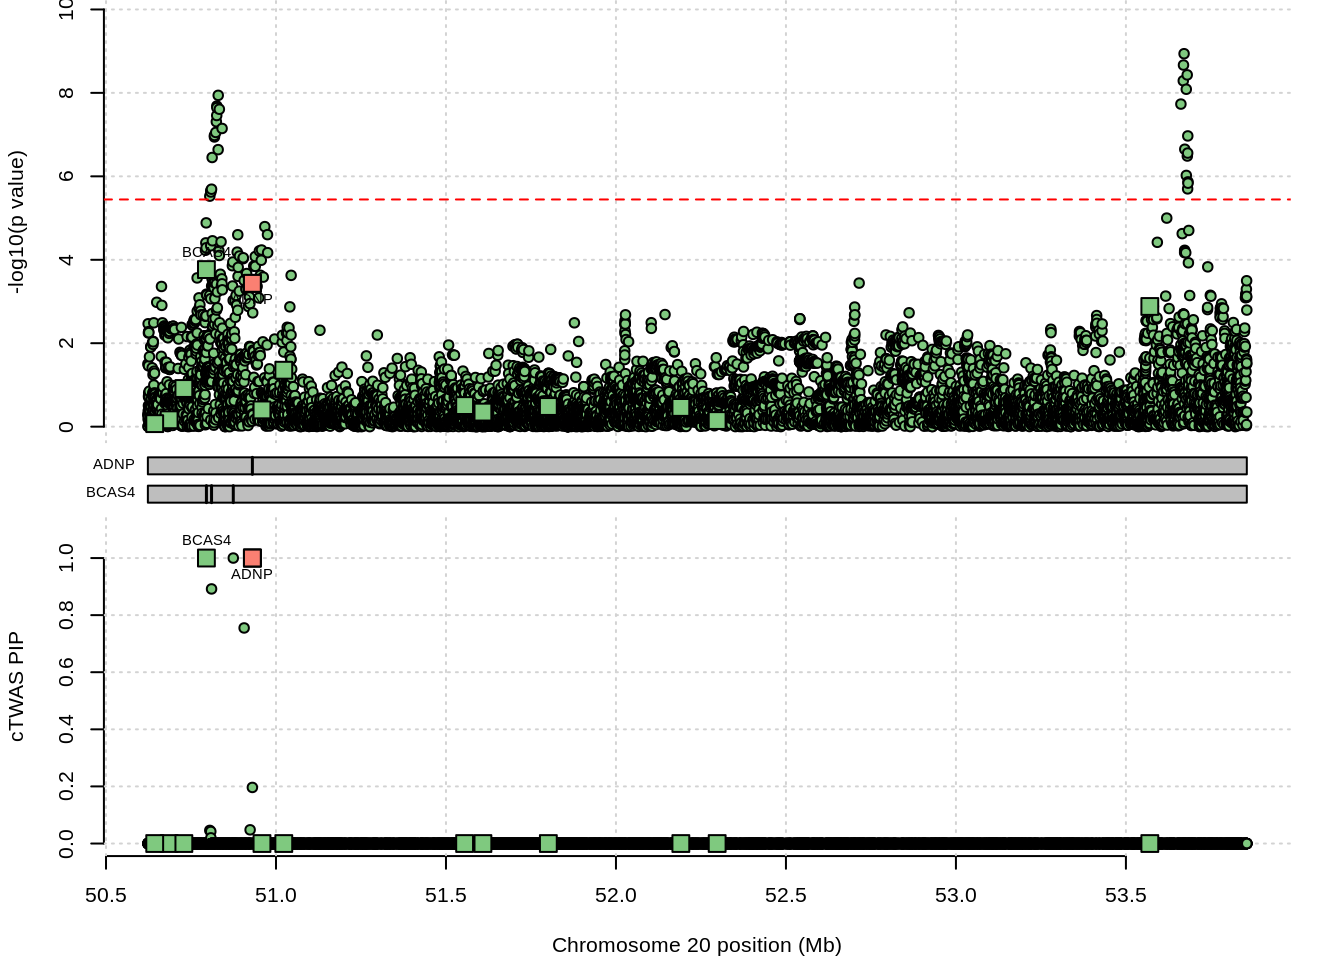 10
8
6
4
2
0
-log10(p value)
BCAS4
ADNP
ADNP
BCAS4
BCAS4
ADNP
1.0
0.8
0.6
0.4
0.2
0.0
cTWAS PIP
50.5 51.0 51.5 52.0 52.5 53.0 53.5
Chromosome 20 position (Mb)